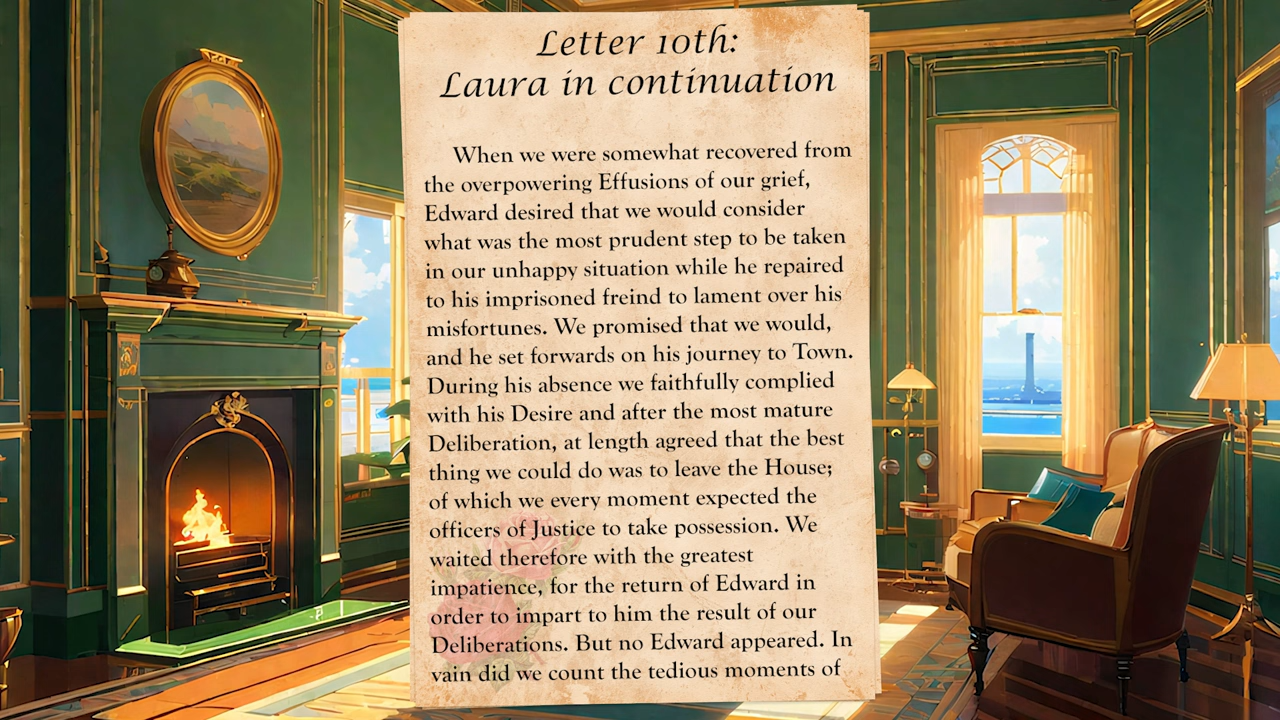 Letter 10th:
Laura in continuation
When we were somewhat recovered from
the overpowering Effusions of our grief,
Edward desired that we would consider
what was the most prudent step to be taken
in our unhappy situation while he repaired
to his imprisoned freind to lament over his
misfortunes. We promised that we would,
and he set forwards on his journey to Town.
During his absence we faithfully complied
with his Desire and after the most mature
Deliberation, at length agreed that the best
thing we could do was to leave the House;
of which we every moment expected the
officers of Justice to take possession. We
waited therefore with the greatest
impatience, for the return of Edward in
order to impart to him the result of our
Deliberations. But no Edward appeared. In
vain did we count the tedious moments of